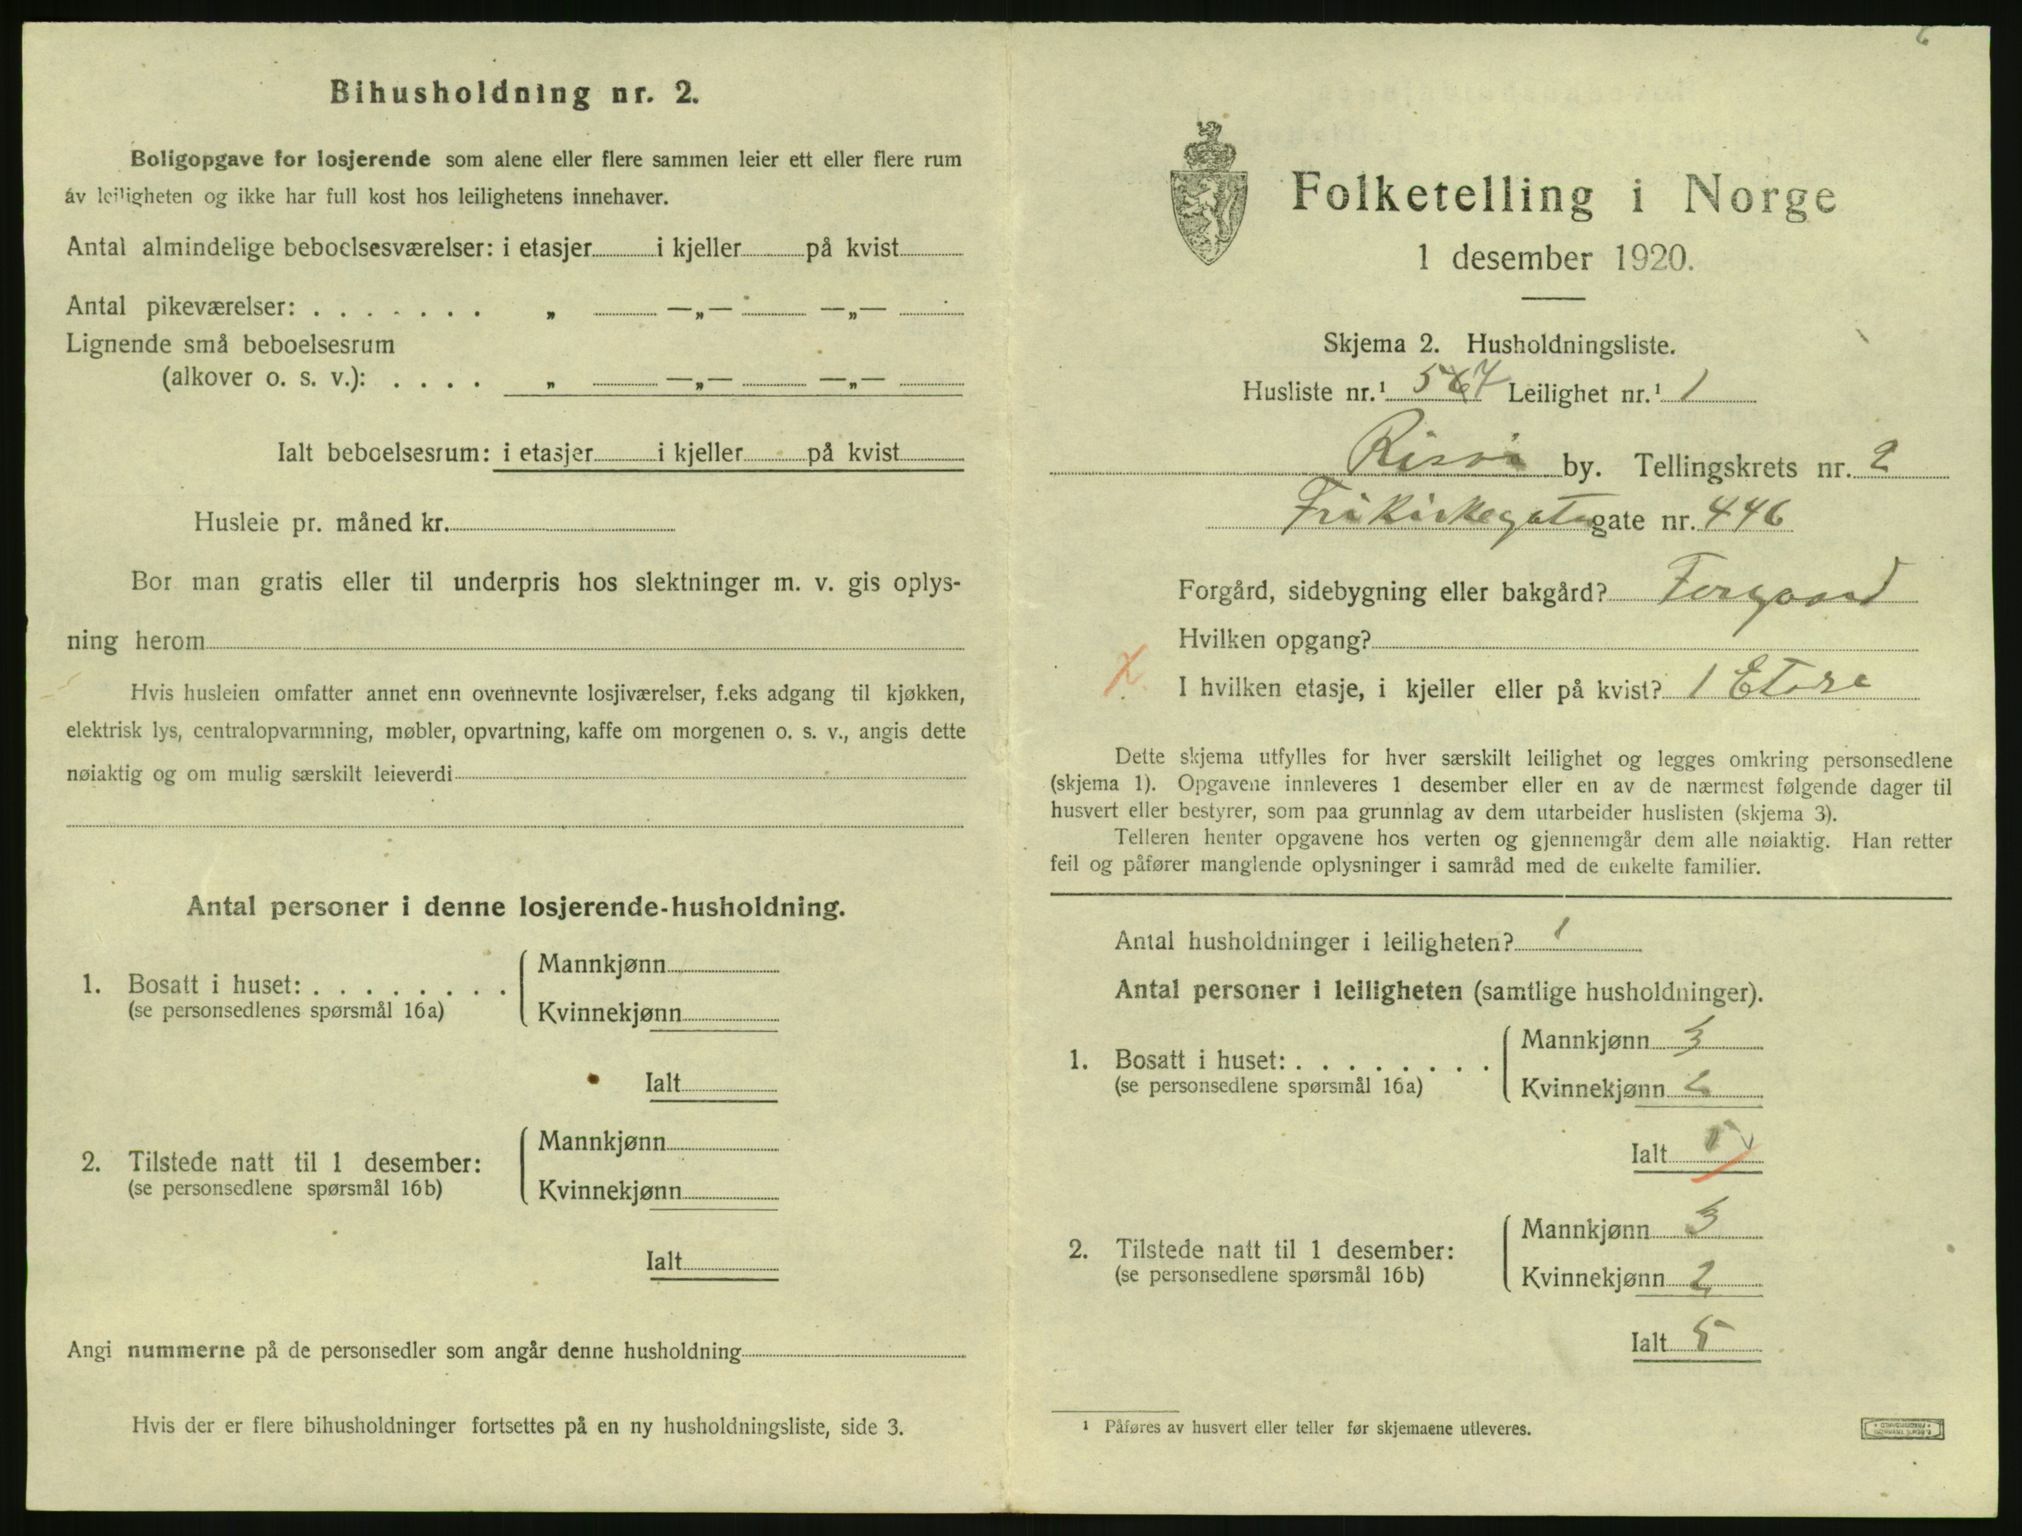 Bihusholdning nr. 2.
Boligopgave for losjerende som alene eller flere sammen leier ett eller flere rum
av leiligheten og ikke har full kost hos leilighetens innehaver.
Antal almindelige beboelsesværelser: i etasjer i kjeller på kvist
Antal pikeværelser: . . . . . . . „ —„— —„—
Lignende små beboelsesrum
(alkover o. s. v.): . . . . „ —„— —„—
Ialt beboelsesrum: i etasjer i kjeller på kvist
Husleie pr. måned kr.
Bor man gratis eller til underpris hos slektninger m. v. gis oplys-
ning herom
Hvis husleien omfatter annet enn ovennevnte losjiværelser, f.eks adgang til kjøkken,
elektrisk lys, centralopvarmning, møbler, opvartning, kaffe om morgenen o. s. v., angis dette
nøiaktig og om mulig særskilt leieverdi
Antal personer i denne losjerende-husholdning.
1. Bosatt i huset: . . . . . . . .
(se personsedlenes spørsmål 16a)
Mannkjønn
Kvinnekjønn
Ialt
2. Tilstede natt til 1 desember:
(se personsedlene spørsmål 16b)
Mannkjønn
Kvinnekjønn
Ialt
Angi nummerne på de personsedler som angår denne husholdning
Hvis der er flere bihusholdninger fortsettes på en ny husholdningsliste, side 3.
Folketelling i Norge
1 desember 1920.
Skjema 2. Husholdningsliste.
Husliste nr.¹ 567 Leilighet nr.¹ 1
Risør by. Tellingskrets nr. 2
Frikirkegata gate nr. 446
Forgård, sidebygning eller bakgård? Forgaard
Hvilken opgang?
I hvilken etasje, i kjeller eller på kvist? 1 Etase
Dette skjema utfylles for hver særskilt leilighet og legges omkring personsedlene
(skjema 1). Opgavene innleveres 1 desember eller en av de nærmest følgende dager til
husvert eller bestyrer, som paa grunnlag av dem utarbeider huslisten (skjema 3).
Telleren henter opgavene hos verten og gjennemgår dem alle nøiaktig. Han retter
feil og påfører manglende oplysninger i samråd med de enkelte familier.
Antal husholdninger i leiligheten? 1
Antal personer i leiligheten (samtlige husholdninger).
1. Bosatt i huset: . . . . . . . .
(se personsedlene spørsmål 16a)
Mannkjønn 3
Kvinnekjønn 2
Ialt 5
2. Tilstede natt til 1 desember:
(se personsedlene spørsmål 16b)
Mannkjønn 3
Kvinnekjønn 2
Ialt 5
¹ Påføres av husvert eller teller før skjemaene utleveres.